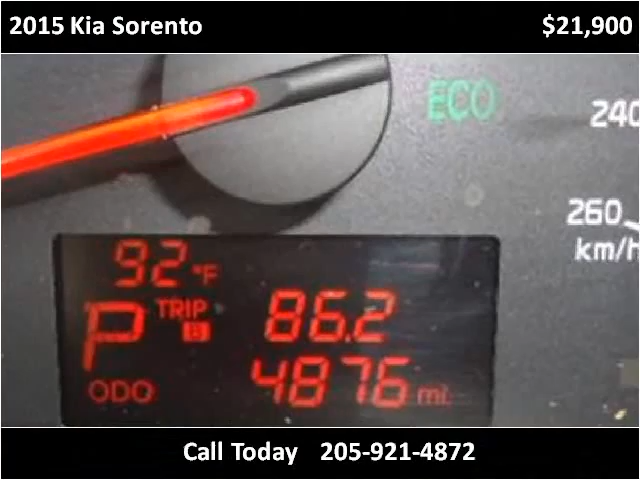 2015 Kia Sorento $21,900
ECO
240
260
km/h
92 °F
P TRIP B 86.2
ODO 4876 mi.
Call Today 205-921-4872